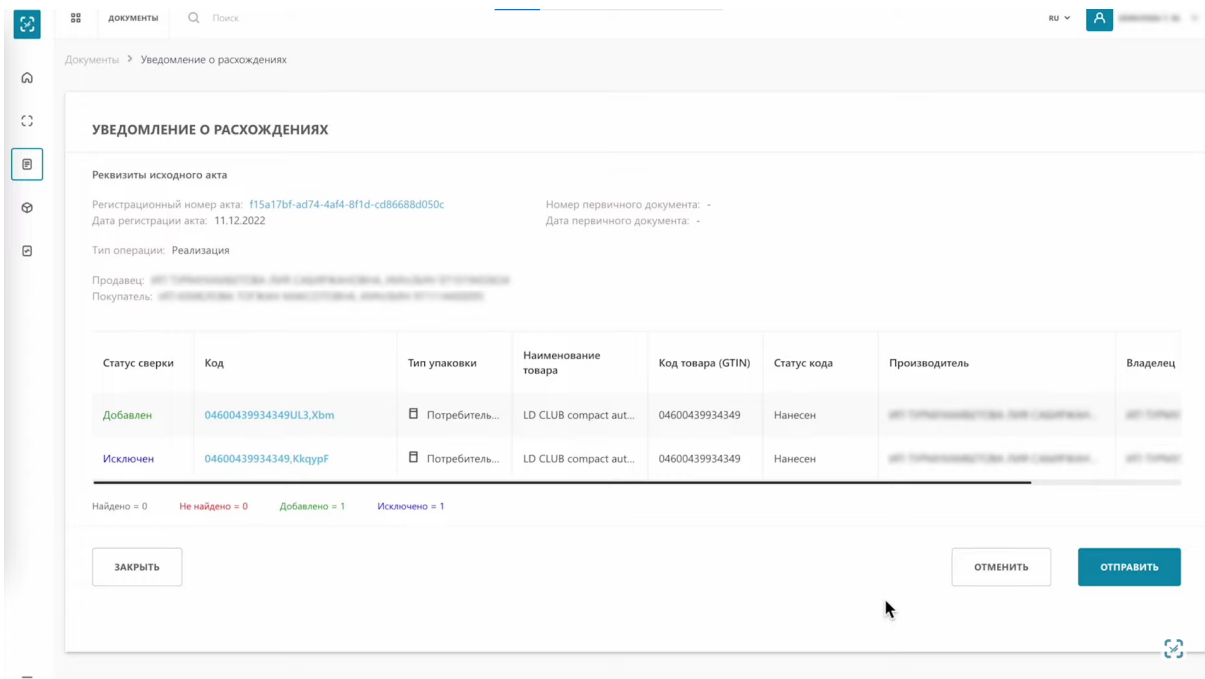 ДОКУМЕНТЫ Поиск RU
Документы > Уведомление о расхождениях
УВЕДОМЛЕНИЕ О РАСХОЖДЕНИЯХ
Реквизиты исходного акта
Регистрационный номер акта: f15a17bf-ad74-4af4-8f1d-cd86688d050c Номер первичного документа: -
Дата регистрации акта: 11.12.2022 Дата первичного документа: -
Тип операции: Реализация
Продавец:
Покупатель:
Статус сверки Код Тип упаковки Наименование товара Код товара (GTIN) Статус кода Производитель Владелец
Добавлен 04600439934349UL3,Xbm Потребитель... LD CLUB compact aut... 04600439934349 Нанесен
Исключен 04600439934349,KkqypF Потребитель... LD CLUB compact aut... 04600439934349 Нанесен
Найдено = 0 Не найдено = 0 Добавлено = 1 Исключено = 1
ЗАКРЫТЬ ОТМЕНИТЬ ОТПРАВИТЬ